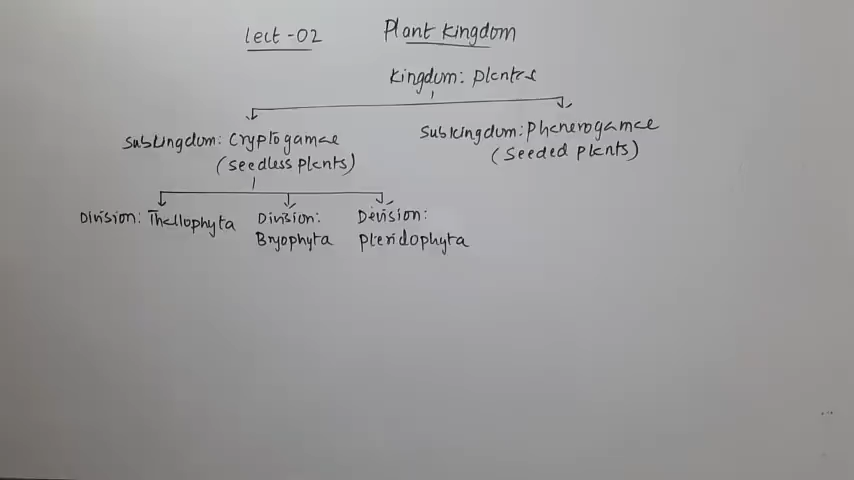 Lect-02 Plant Kingdom
Kingdom: Plantae
Subkingdom: Cryptogamae
(Seedless plants)
Subkingdom: Phanerogamae
(Seeded plants)
Division: Thallophyta
Division:
Bryophyta
Division:
Pteridophyta